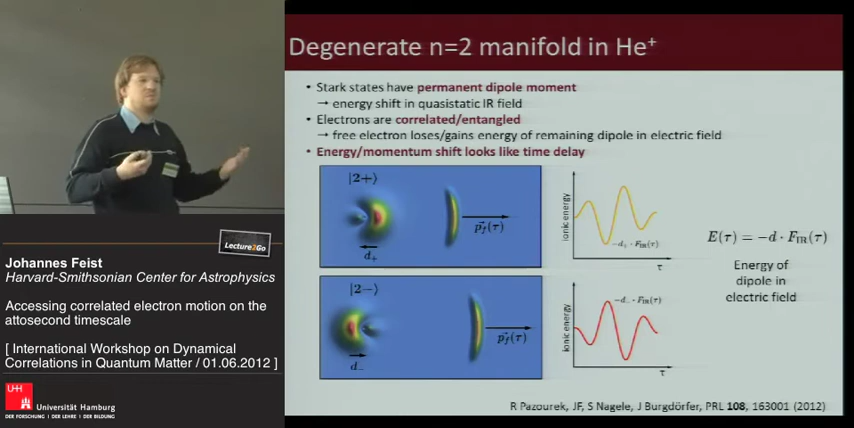 Degenerate n=2 manifold in He⁺
• Stark states have permanent dipole moment
→ energy shift in quasistatic IR field
• Electrons are correlated/entangled
→ free electron loses/gains energy of remaining dipole in electric field
• Energy/momentum shift looks like time delay
|2+⟩
p⃗f(τ)
d₊
ionic energy
−d₊ · F_IR(τ)
τ
E(τ) = −d · F_IR(τ)
Energy of
dipole in
electric field
|2−⟩
p⃗f(τ)
d₋
ionic energy
−d₋ · F_IR(τ)
τ
R Pazourek, JF, S Nagele, J Burgdörfer, PRL 108, 163001 (2012)
Lecture2Go
Johannes Feist
Harvard-Smithsonian Center for Astrophysics
Accessing correlated electron motion on the
attosecond timescale
[ International Workshop on Dynamical
Correlations in Quantum Matter / 01.06.2012 ]
UH
Universität Hamburg
DER FORSCHUNG | DER LEHRE | DER BILDUNG